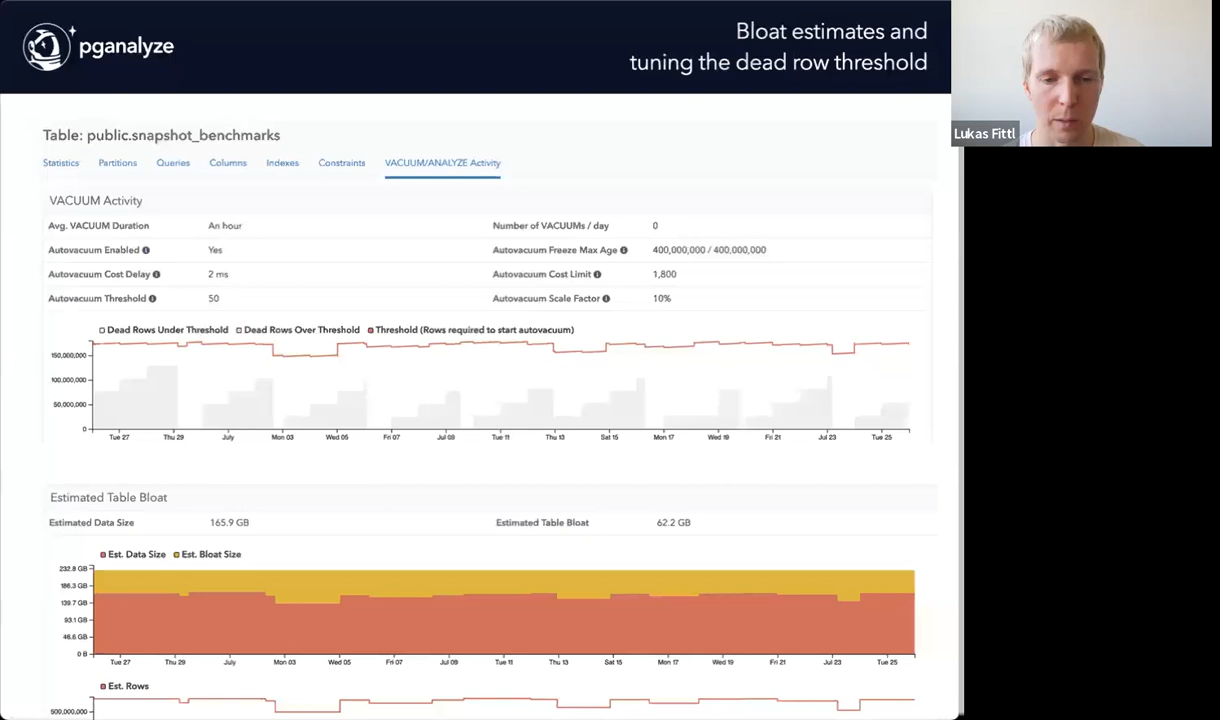 pganalyze
Bloat estimates and
tuning the dead row threshold
Lukas Fittl
Table: public.snapshot_benchmarks
Statistics Partitions Queries Columns Indexes Constraints VACUUM/ANALYZE Activity
VACUUM Activity
Avg. VACUUM Duration An hour Number of VACUUMs / day 0
Autovacuum Enabled Yes Autovacuum Freeze Max Age 400,000,000 / 400,000,000
Autovacuum Cost Delay 2 ms Autovacuum Cost Limit 1,800
Autovacuum Threshold 50 Autovacuum Scale Factor 10%
Dead Rows Under Threshold Dead Rows Over Threshold Threshold (Rows required to start autovacuum)
150,000,000
100,000,000
50,000,000
0
Tue 27 Thu 29 July Mon 03 Wed 05 Fri 07 Jul 09 Tue 11 Thu 13 Sat 15 Mon 17 Wed 19 Fri 21 Jul 23 Tue 25
Estimated Table Bloat
Estimated Data Size 165.9 GB Estimated Table Bloat 62.2 GB
Est. Data Size Est. Bloat Size
232.8 GB
186.3 GB
139.7 GB
93.1 GB
46.6 GB
0 B
Tue 27 Thu 29 July Mon 03 Wed 05 Fri 07 Jul 09 Tue 11 Thu 13 Sat 15 Mon 17 Wed 19 Fri 21 Jul 23 Tue 25
Est. Rows
500,000,000